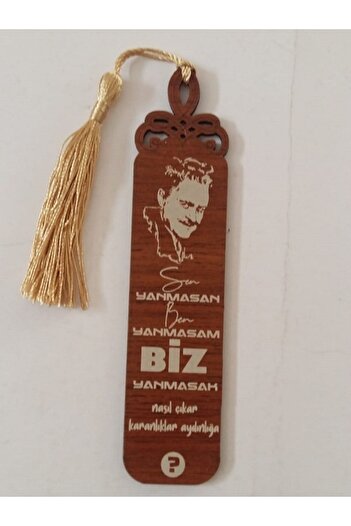 Sen
YANMASAN
Ben
YANMASAM
BİZ
YANMASAK
nasıl çıkar
karanlıklar aydınlığa
?